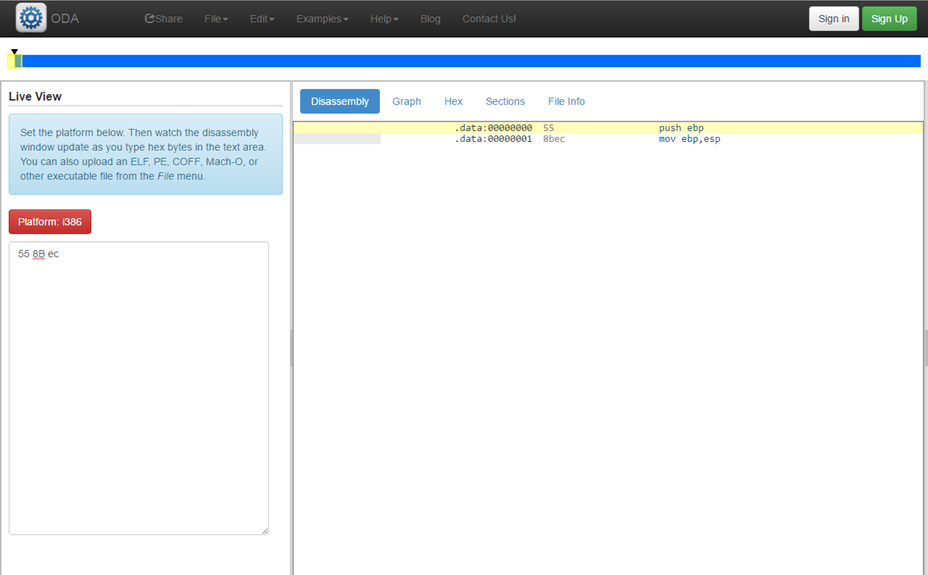 ODA Share File Edit Examples Help Blog Contact Us! Sign in Sign Up
Live View
Set the platform below. Then watch the disassembly
window update as you type hex bytes in the text area.
You can also upload an ELF, PE, COFF, Mach-O, or
other executable file from the File menu.
Platform: i386
55 8B ec
Disassembly Graph Hex Sections File Info
.data:00000000 55 push ebp
.data:00000001 8bec mov ebp,esp